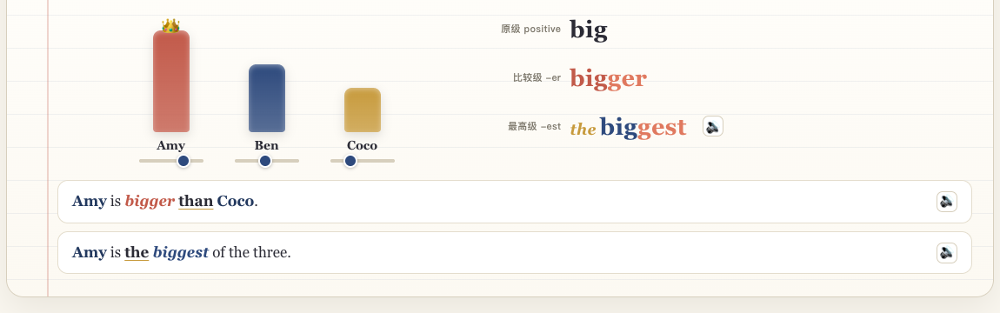 原级 positive big
比较级 –er bigger
最高级 –est the biggest
Amy Ben Coco
Amy is bigger than Coco.
Amy is the biggest of the three.